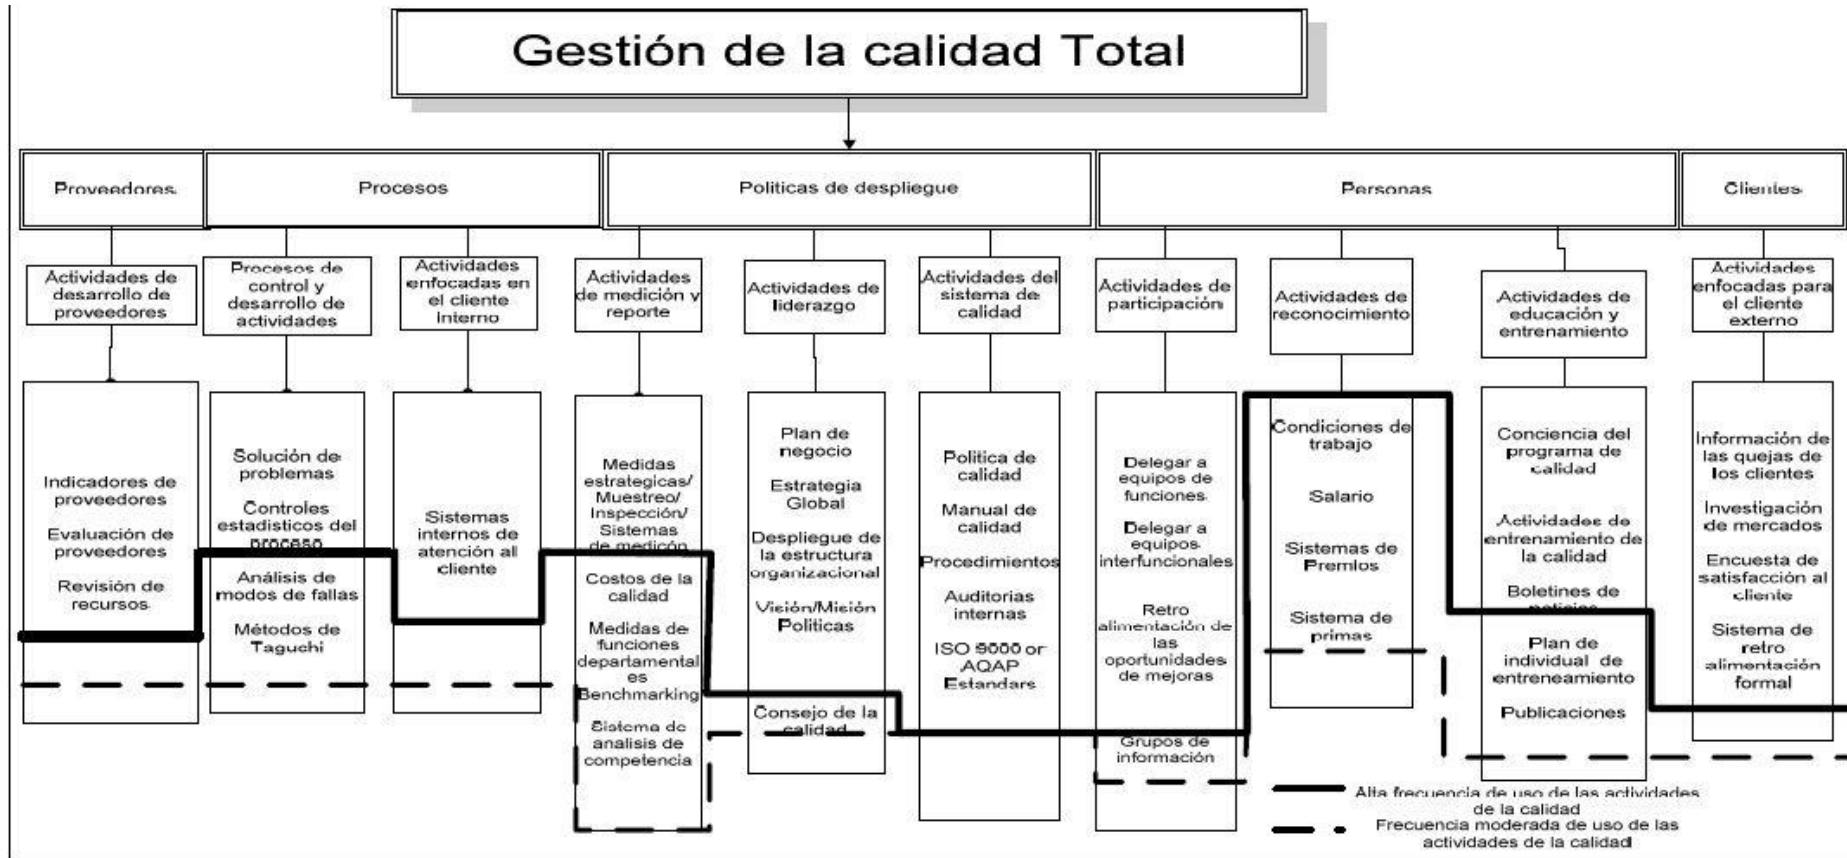 Gestión de la calidad Total
Proveedores
Procesos
Politicas de despliegue
Personas
Clientes
Actividades de
desarrollo de
proveedores
Procesos de
control y
desarrollo de
actividades
Actividades
enfocadas en
el cliente
Interno
Actividades
de medición y
reporte
Actividades de
liderazgo
Actividades del
sistema de
calidad
Actividades de
participación
Actividades de
reconocimiento
Actividades de
educación y
entrenamiento
Actividades
enfocadas para
el cliente
externo
Indicadores de
proveedores
Evaluación de
proveedores
Revisión de
recursos
Solución de
problemas
Controles
estadisticos del
proceso
Análisis de
modos de fallas
Métodos de
Taguchi
Sistemas
internos de
atención al
cliente
Medidas
estrategicas/
Muestreo/
Inspección/
Sistemas
de medicón
Costos de la
calidad
Medidas de
funciones
departamental
es
Benchmarking
Sistema de
analisis de
competencia
Plan de
negocio
Estrategia
Global
Despliegue de
la estructura
organizacional
Visión/Misión
Politicas
Consejo de la
calidad
Politica de
calidad
Manual de
calidad
Procedimientos
Auditorias
internas
ISO 9000 or
AQAP
Estandars
Delegar a
equipos de
funciones
Delegar a
equipos
interfuncionales
Retro
alimentación de
las
oportunidades
de mejoras
Grupos de
información
Condiciones de
trabajo
Salario
Sistemas de
Premios
Sistema de
primas
Conciencia del
programa de
calidad
Actividades de
entrenamiento de
la calidad
Boletines de
noticias
Plan de
individual de
entreneamiento
Publicaciones
Información de
las quejas de
los clientes
Investigación
de mercados
Encuesta de
satisfacción al
cliente
Sistema de
retro
alimentación
formal
Alta frecuencia de uso de las actividades
de la calidad
Frecuencia moderada de uso de las
actividades de la calidad